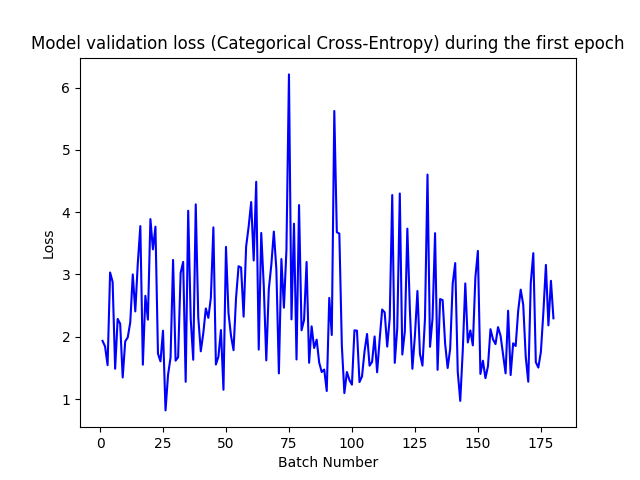 Model validation loss (Categorical Cross-Entropy) during the first epoch
6
5
4
3
2
1
Loss
0 25 50 75 100 125 150 175
Batch Number